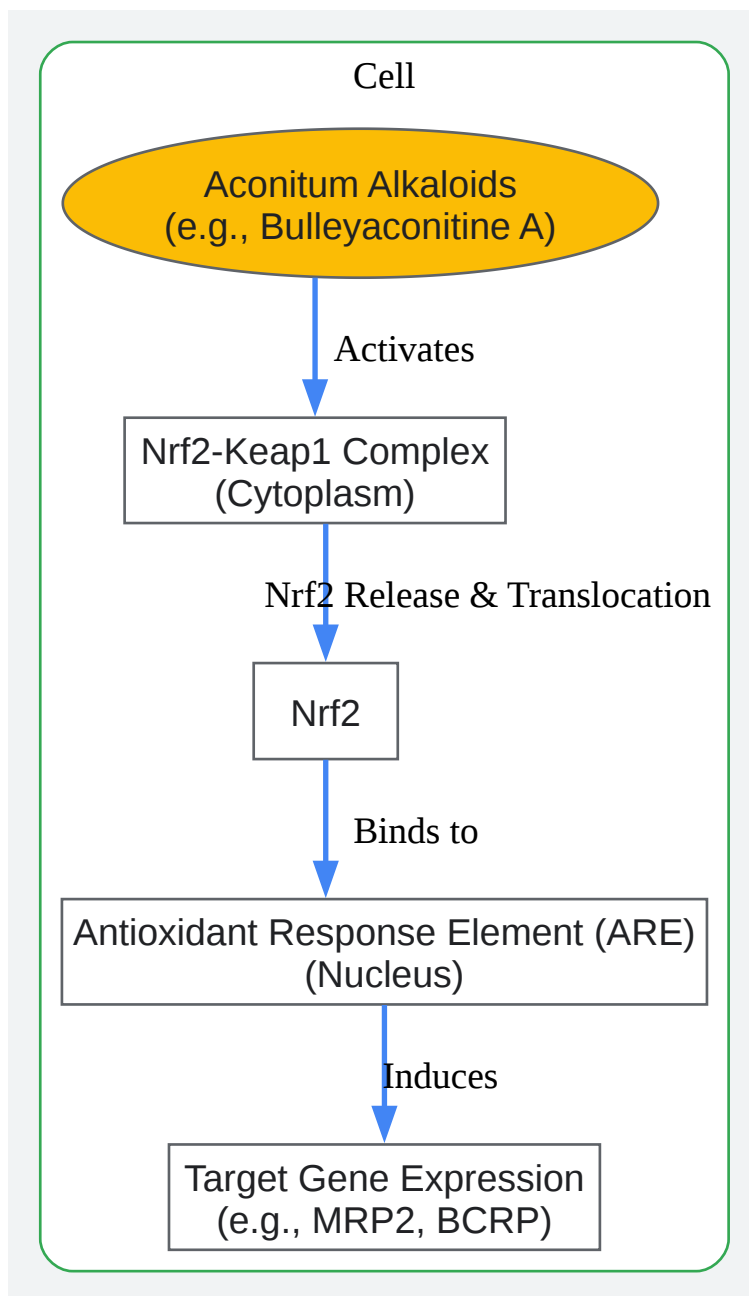 Cell
Aconitum Alkaloids
(e.g., Bulleyaconitine A)
Activates
Nrf2-Keap1 Complex
(Cytoplasm)
Nrf2 Release & Translocation
Nrf2
Binds to
Antioxidant Response Element (ARE)
(Nucleus)
Induces
Target Gene Expression
(e.g., MRP2, BCRP)